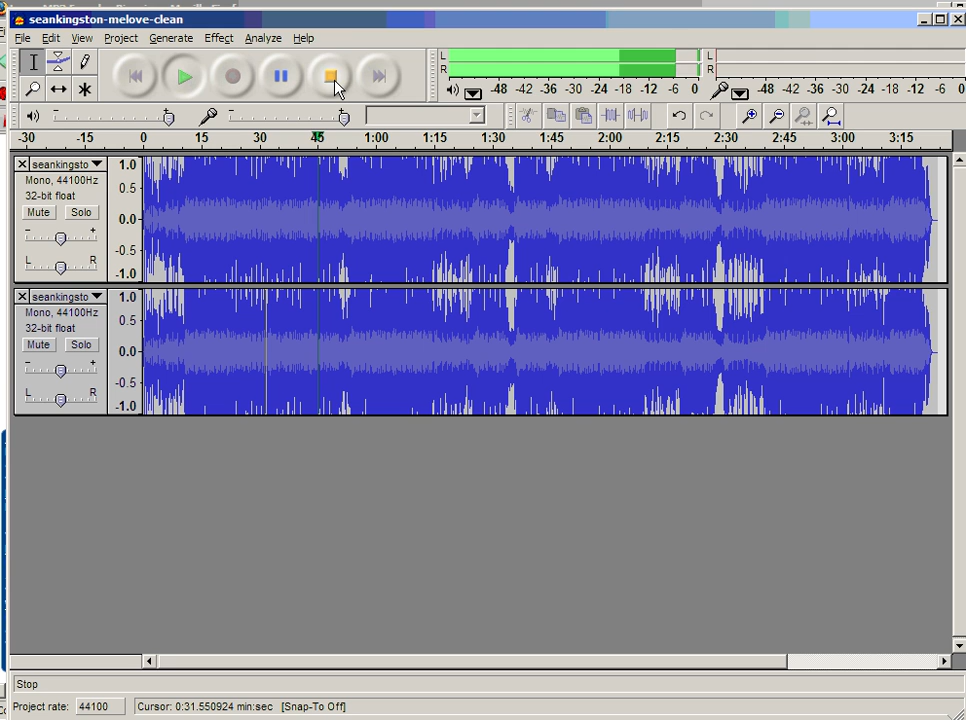 seankingston-melove-clean
File Edit View Project Generate Effect Analyze Help
L
R
-48 -42 -36 -30 -24 -18 -12 -6 0
L
R
-48 -42 -36 -30 -24 -18 -12 -6 0
-30 -15 0 15 30 45 1:00 1:15 1:30 1:45 2:00 2:15 2:30 2:45 3:00 3:15
seankingsto
Mono, 44100Hz
32-bit float
Mute Solo
- +
L R
1.0
0.5
0.0
-0.5
-1.0
seankingsto
Mono, 44100Hz
32-bit float
Mute Solo
- +
L R
1.0
0.5
0.0
-0.5
-1.0
Stop
Project rate: 44100 Cursor: 0:31.550924 min:sec [Snap-To Off]